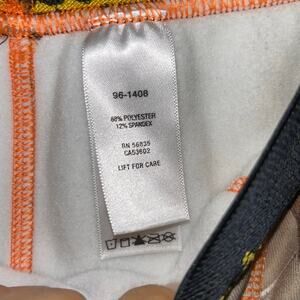 96-1408
88% POLYESTER
12% SPANDEX
RN 56835
CA53602
LIFT FOR CARE